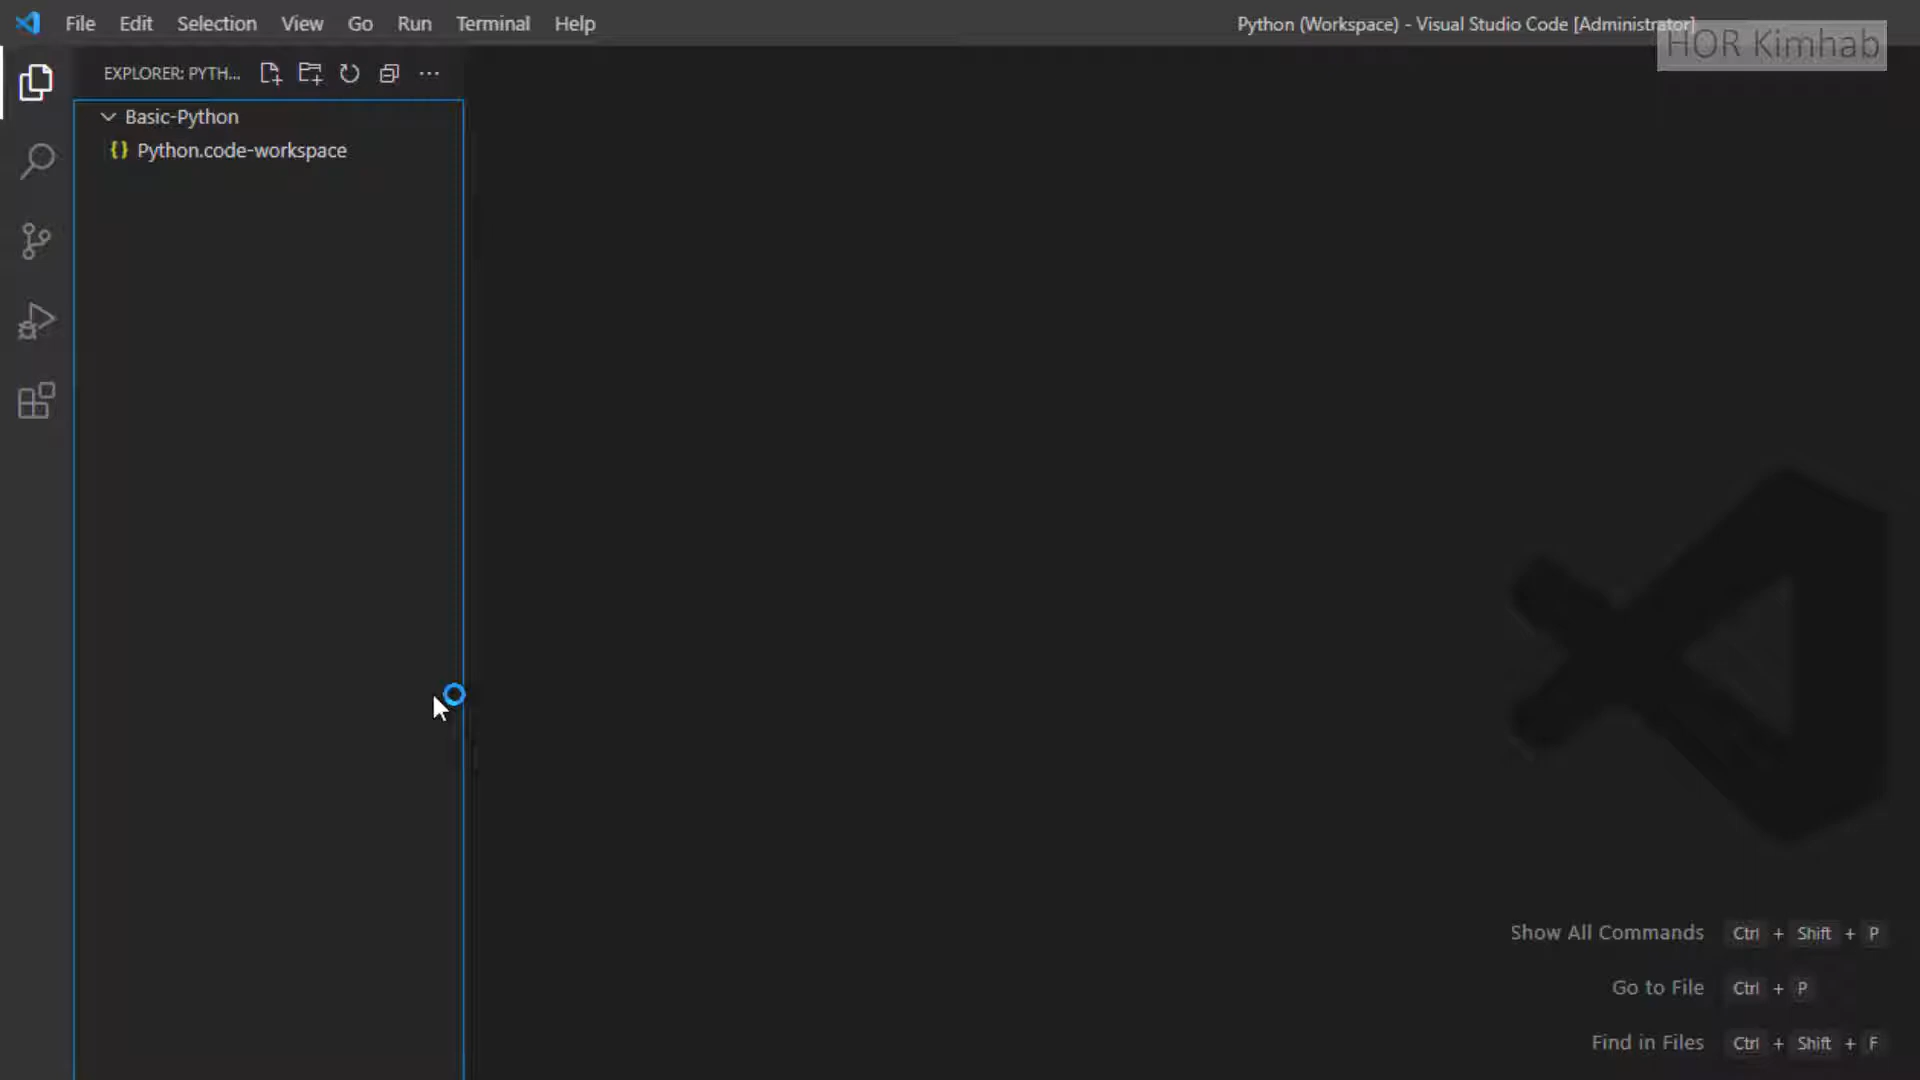 File Edit Selection View Go Run Terminal Help
Python (Workspace) - Visual Studio Code [Administrator]
HOR Kimhab
EXPLORER: PYTH...
Basic-Python
{} Python.code-workspace
Show All Commands Ctrl + Shift + P
Go to File Ctrl + P
Find in Files Ctrl + Shift + F